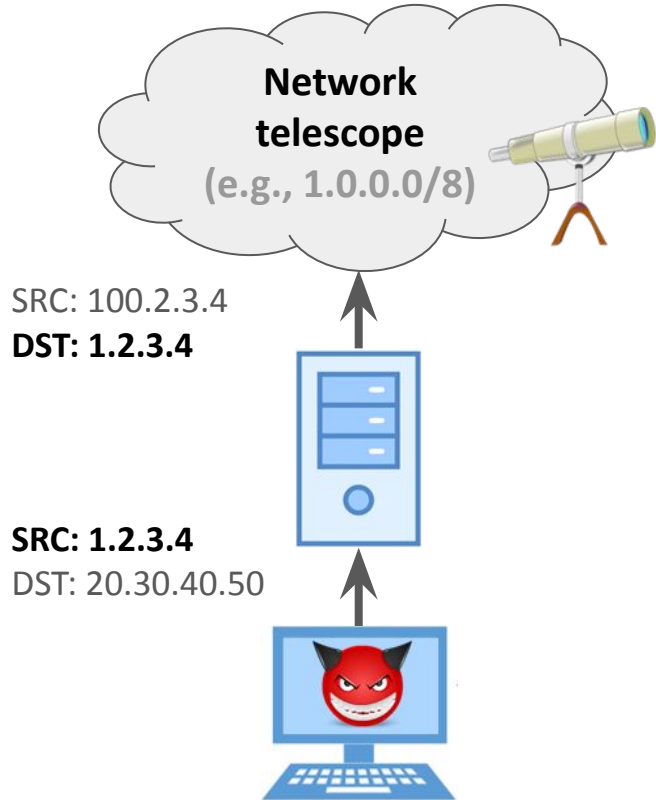 Network
telescope
(e.g., 1.0.0.0/8)
SRC: 100.2.3.4
DST: 1.2.3.4
SRC: 1.2.3.4
DST: 20.30.40.50